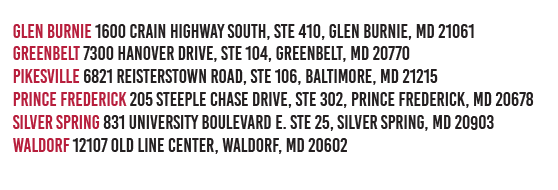 GLEN BURNIE 1600 CRAIN HIGHWAY SOUTH, STE 410, GLEN BURNIE, MD 21061
GREENBELT 7300 HANOVER DRIVE, STE 104, GREENBELT, MD 20770
PIKESVILLE 6821 REISTERSTOWN ROAD, STE 106, BALTIMORE, MD 21215
PRINCE FREDERICK 205 STEEPLE CHASE DRIVE, STE 302, PRINCE FREDERICK, MD 20678
SILVER SPRING 831 UNIVERSITY BOULEVARD E. STE 25, SILVER SPRING, MD 20903
WALDORF 12107 OLD LINE CENTER, WALDORF, MD 20602